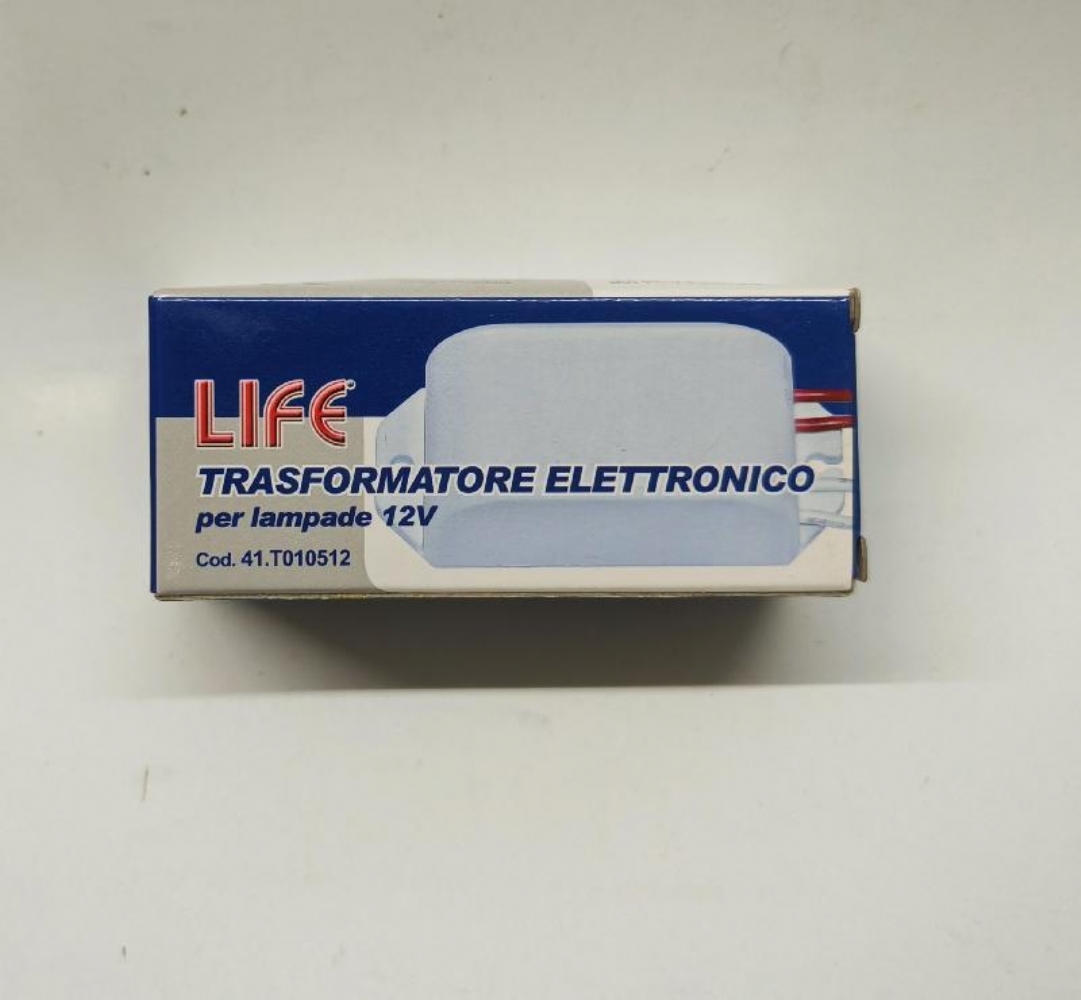 LIFE
TRASFORMATORE ELETTRONICO
per lampade 12V
Cod. 41.T010512